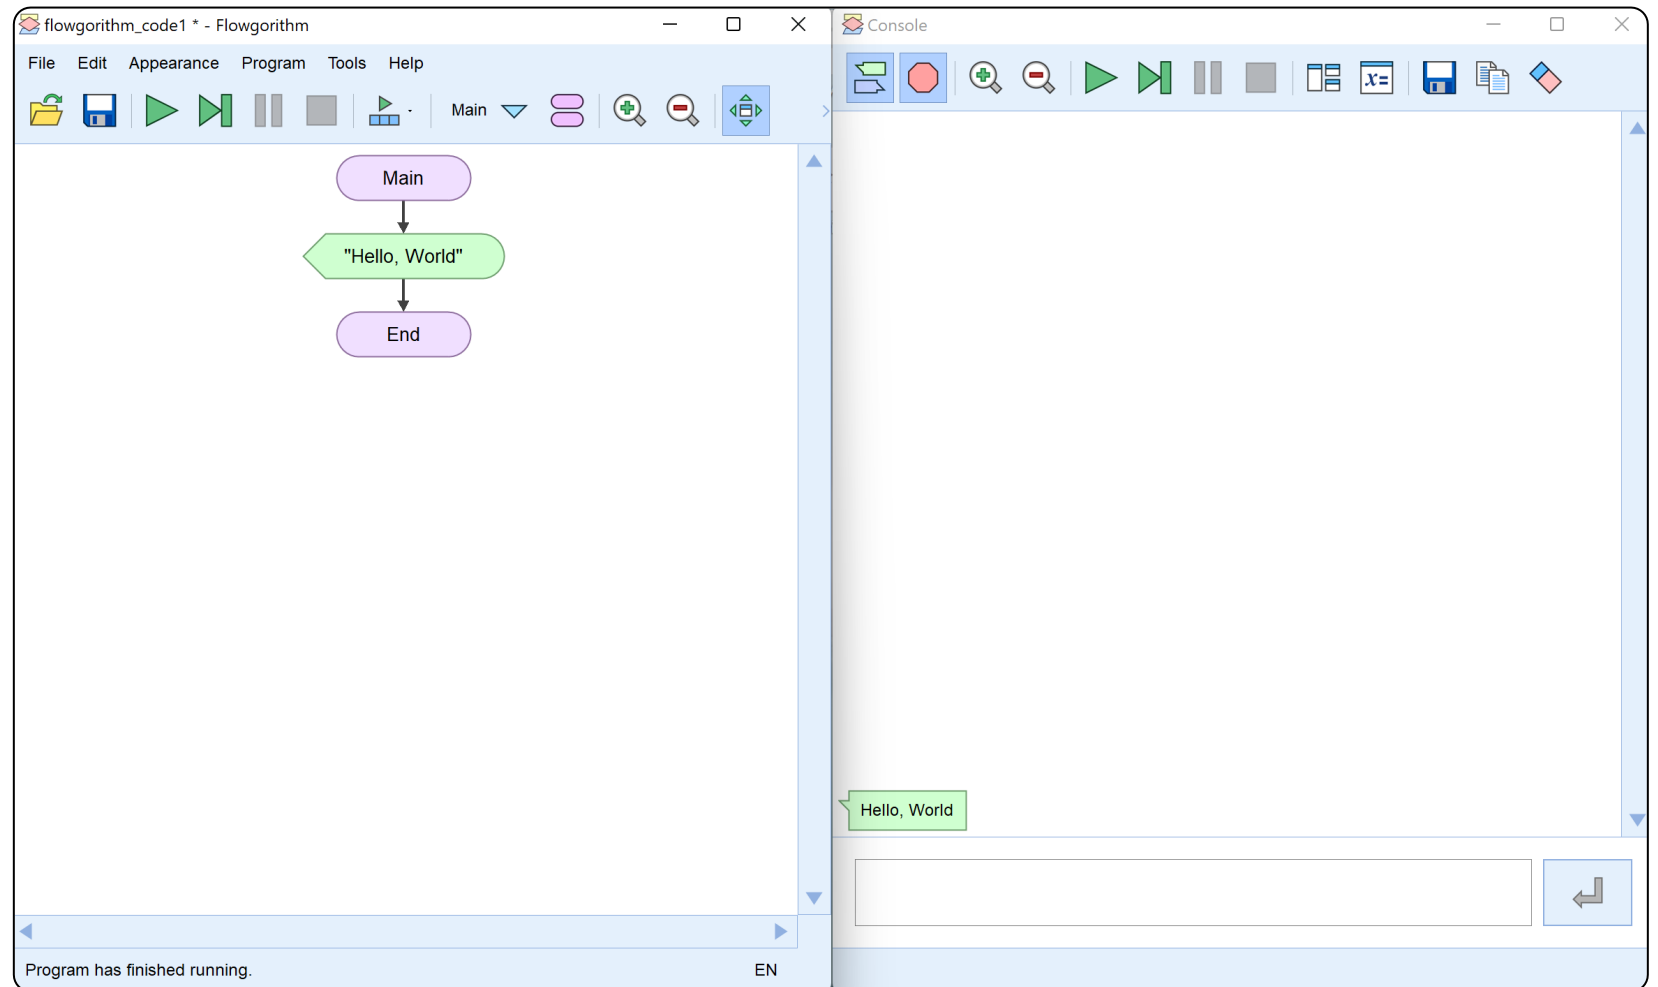 flowgorithm_code1 * - Flowgorithm
File Edit Appearance Program Tools Help
Main
Main
"Hello, World"
End
Program has finished running.
EN
Console
x=
Hello, World